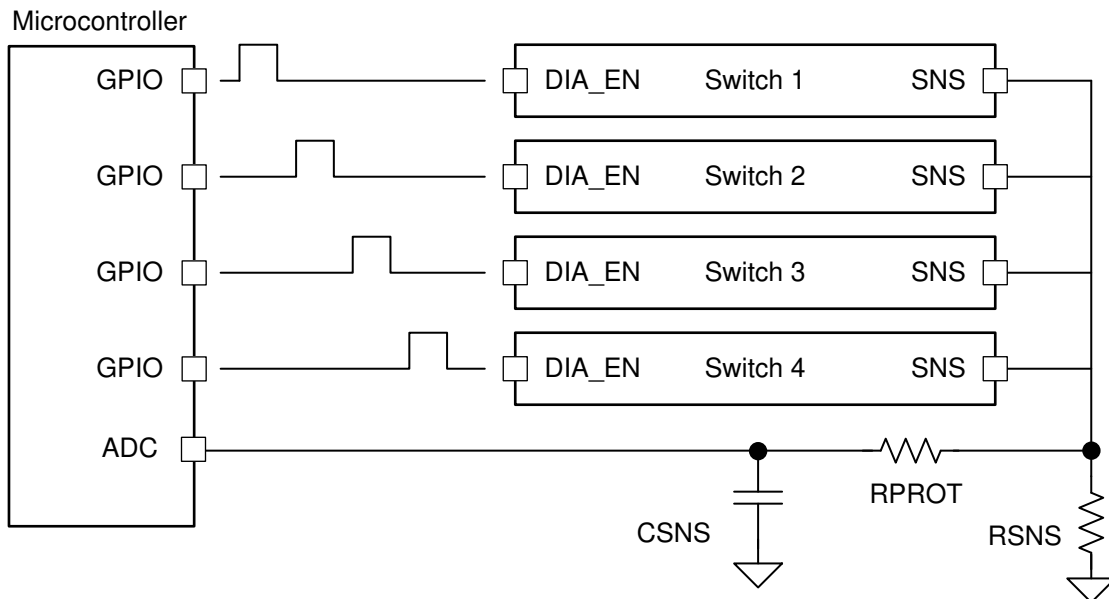 Microcontroller
GPIO
DIA_EN Switch 1 SNS
GPIO
DIA_EN Switch 2 SNS
GPIO
DIA_EN Switch 3 SNS
GPIO
DIA_EN Switch 4 SNS
ADC
RPROT
CSNS
RSNS